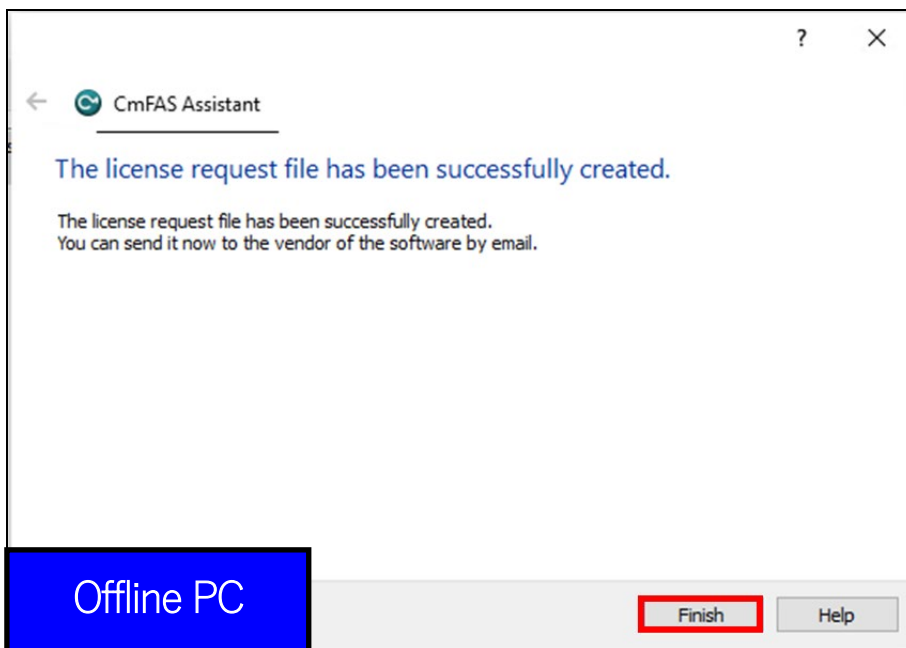 ?
CmFAS Assistant
The license request file has been successfully created.
The license request file has been successfully created.
You can send it now to the vendor of the software by email.
Offline PC
Finish
Help